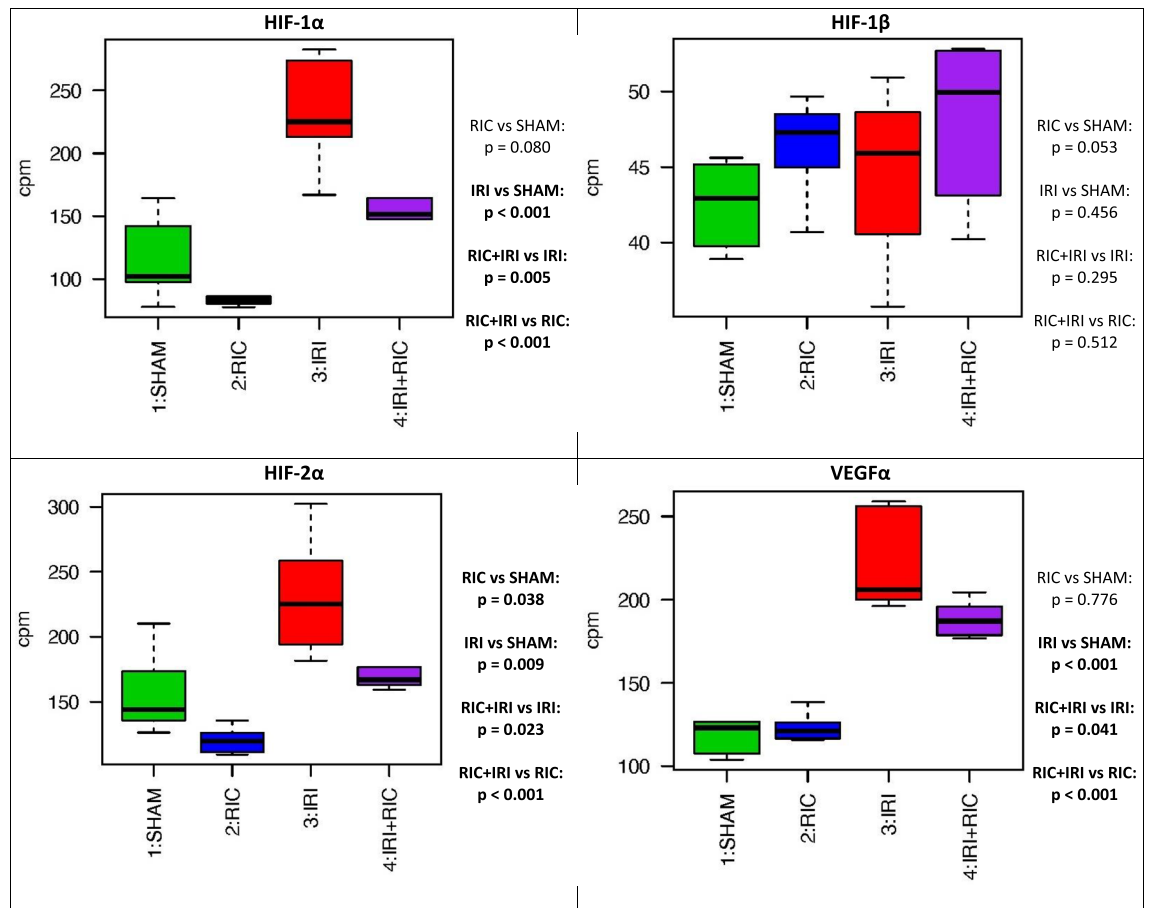 HIF-1α
cpm
250
200
150
100
1:SHAM
2:RIC
3:IRI
4:IRI+RIC
RIC vs SHAM:
p = 0.080
IRI vs SHAM:
p < 0.001
RIC+IRI vs IRI:
p = 0.005
RIC+IRI vs RIC:
p < 0.001
HIF-1β
cpm
50
45
40
1:SHAM
2:RIC
3:IRI
4:IRI+RIC
RIC vs SHAM:
p = 0.053
IRI vs SHAM:
p = 0.456
RIC+IRI vs IRI:
p = 0.295
RIC+IRI vs RIC:
p = 0.512
HIF-2α
cpm
300
250
200
150
1:SHAM
2:RIC
3:IRI
4:IRI+RIC
RIC vs SHAM:
p = 0.038
IRI vs SHAM:
p = 0.009
RIC+IRI vs IRI:
p = 0.023
RIC+IRI vs RIC:
p < 0.001
VEGFα
cpm
250
200
150
100
1:SHAM
2:RIC
3:IRI
4:IRI+RIC
RIC vs SHAM:
p = 0.776
IRI vs SHAM:
p < 0.001
RIC+IRI vs IRI:
p = 0.041
RIC+IRI vs RIC:
p < 0.001